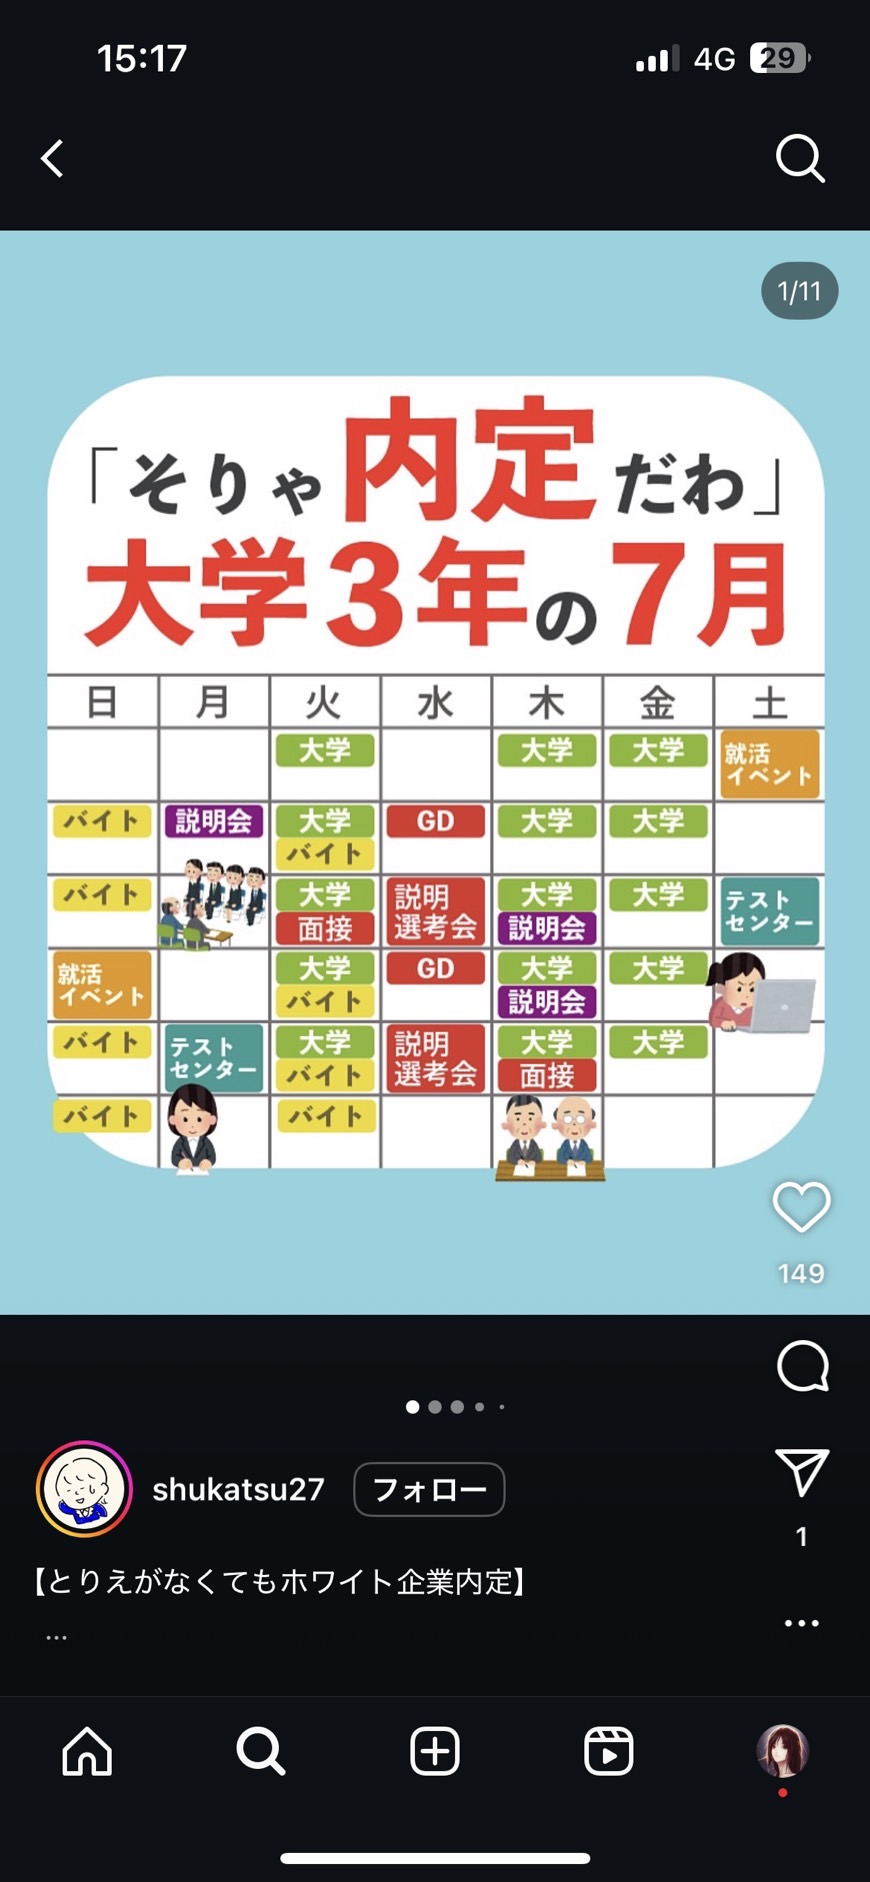 15:17
4G 29
1/11
「そりゃ内定だわ」
大学3年の7月
日 月 火 水 木 金 土
大学 大学 大学 就活イベント
バイト 説明会 大学 バイト GD 大学 大学
バイト 大学 面接 説明選考会 大学 説明会 大学 テストセンター
就活イベント 大学 バイト GD 大学 説明会 大学
バイト テストセンター 大学 バイト 説明選考会 大学 面接 大学
バイト バイト
149
shukatsu27 フォロー
1
【とりえがなくてもホワイト企業内定】
...